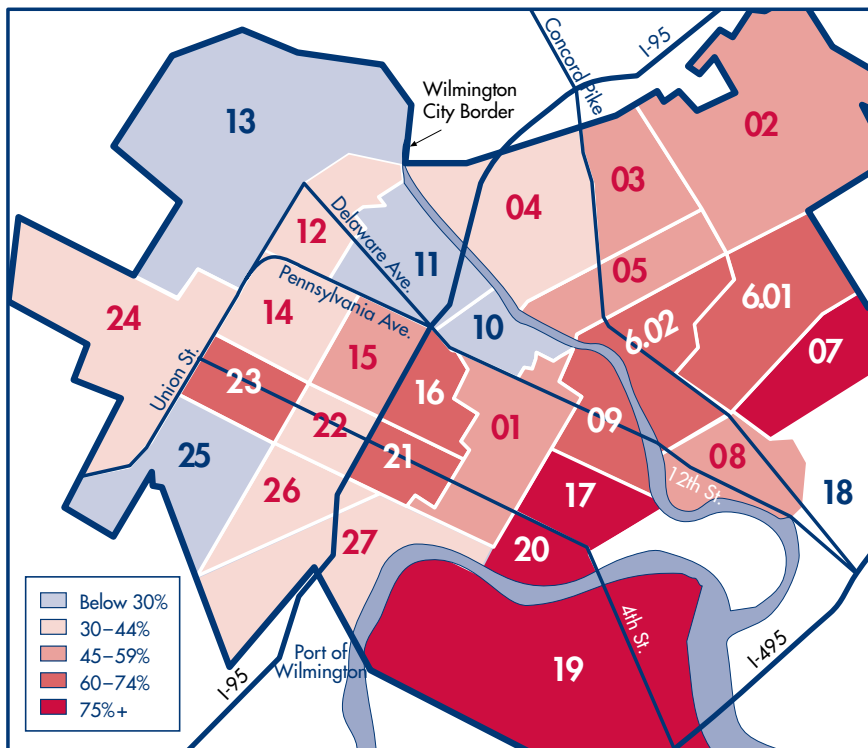 Concord Pike
I-95
Wilmington
City Border
13
02
03
04
12
Delaware Ave.
11
05
Pennsylvania Ave.
6.01
24
14
10
6.02
07
15
Union St.
23
16
22
01
09
21
08
25
18
26
17
12th St.
27
20
Below 30%
30–44%
45–59%
60–74%
75%+
4th St.
Port of
Wilmington
19
I-495
I-95